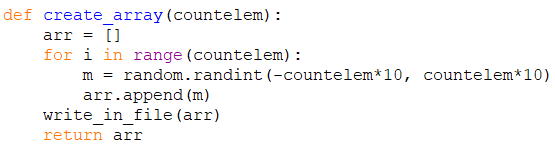 def create_array(countelem):
    arr = []
    for i in range(countelem):
        m = random.randint(-countelem*10, countelem*10)
        arr.append(m)
    write_in_file(arr)
    return arr